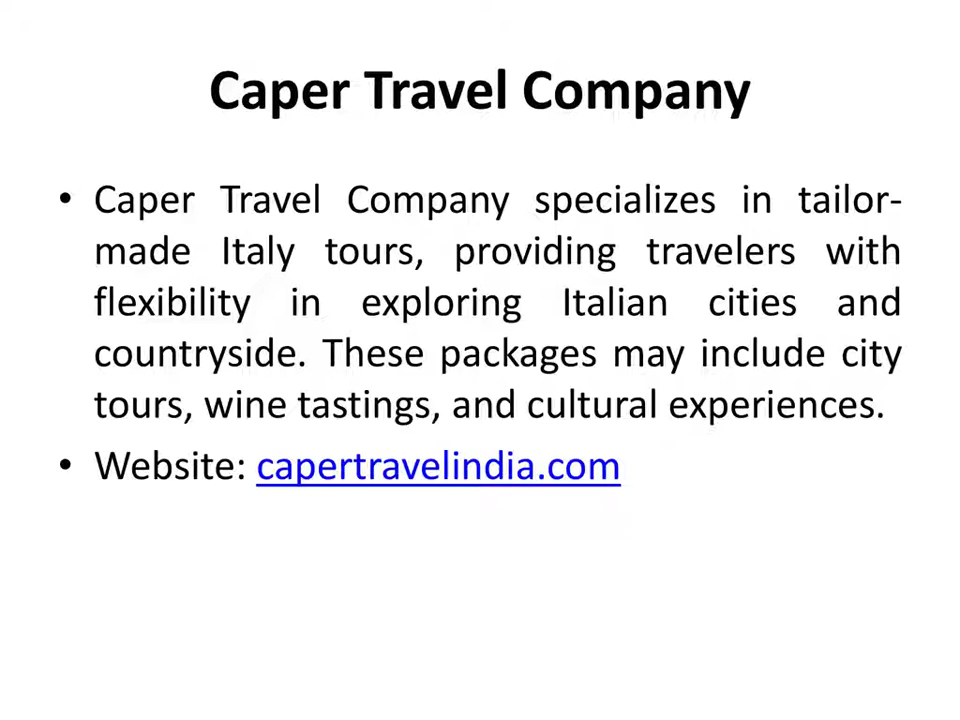 Caper Travel Company
• Caper Travel Company specializes in tailor-
made Italy tours, providing travelers with
flexibility in exploring Italian cities and
countryside. These packages may include city
tours, wine tastings, and cultural experiences.
• Website: capertravelindia.com